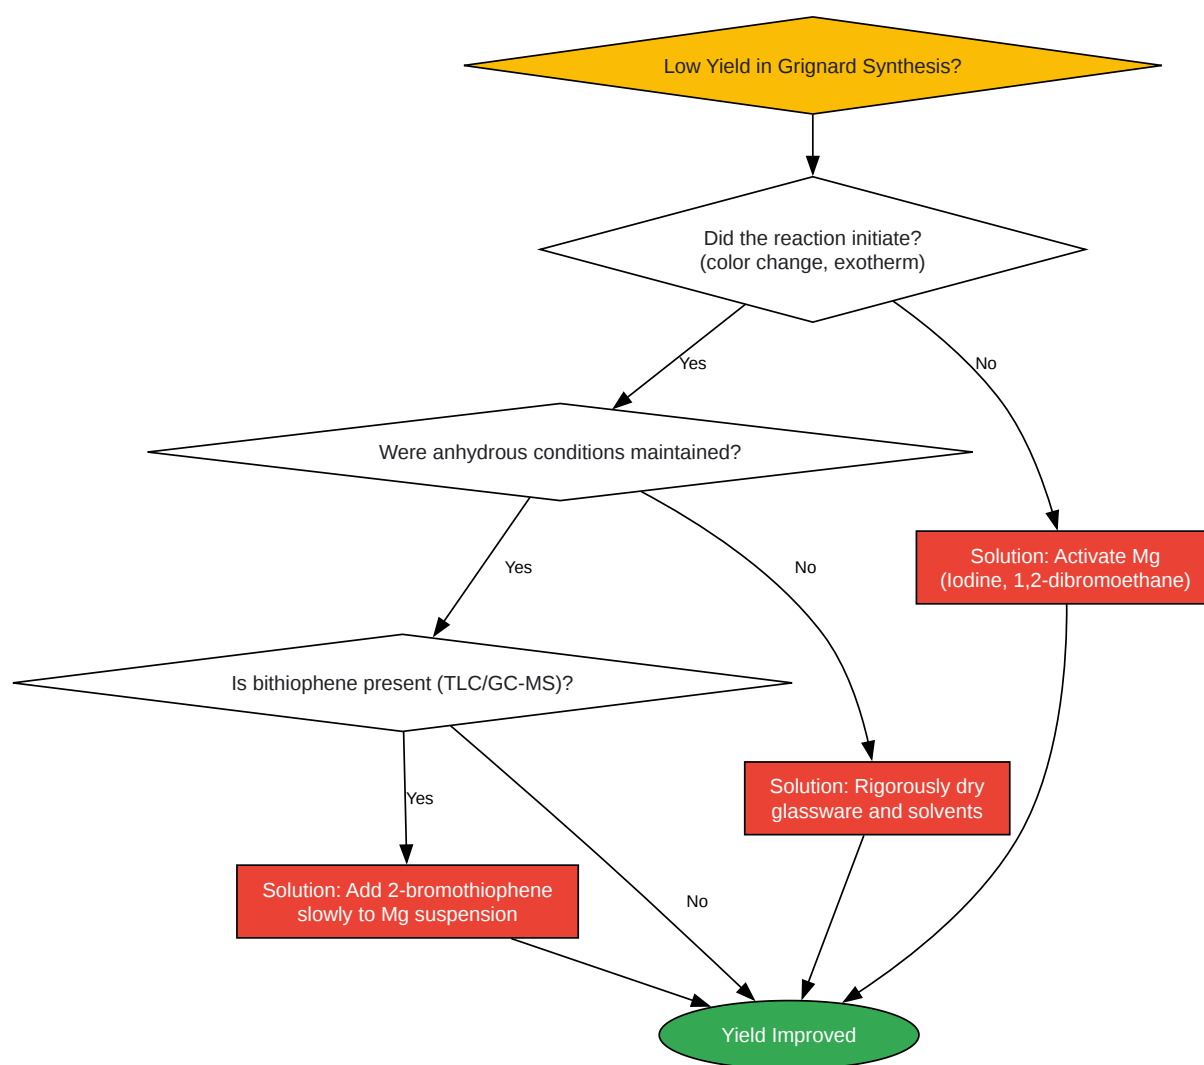 Low Yield in Grignard Synthesis?
Did the reaction initiate?
(color change, exotherm)
Yes
No
Were anhydrous conditions maintained?
Yes
No
Solution: Activate Mg
(Iodine, 1,2-dibromoethane)
Is bithiophene present (TLC/GC-MS)?
Yes
No
Solution: Rigorously dry
glassware and solvents
Solution: Add 2-bromothiophene
slowly to Mg suspension
Yield Improved